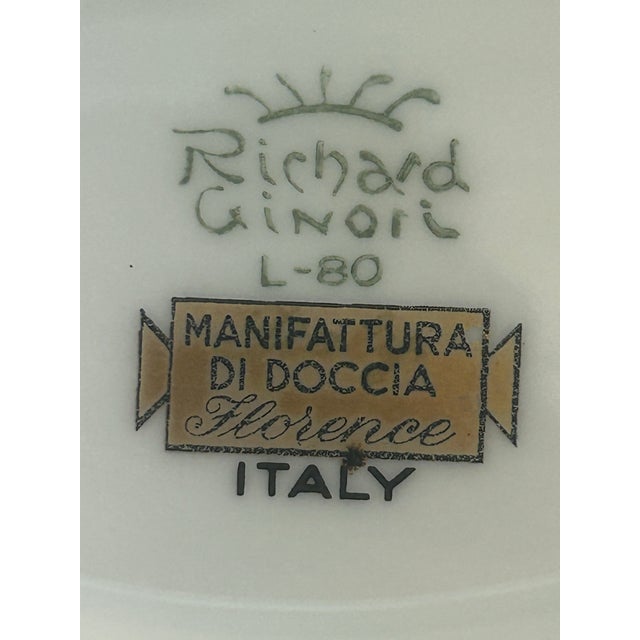 Richard
Ginori
L-80
MANIFATTURA
DI DOCCIA
Florence
ITALY